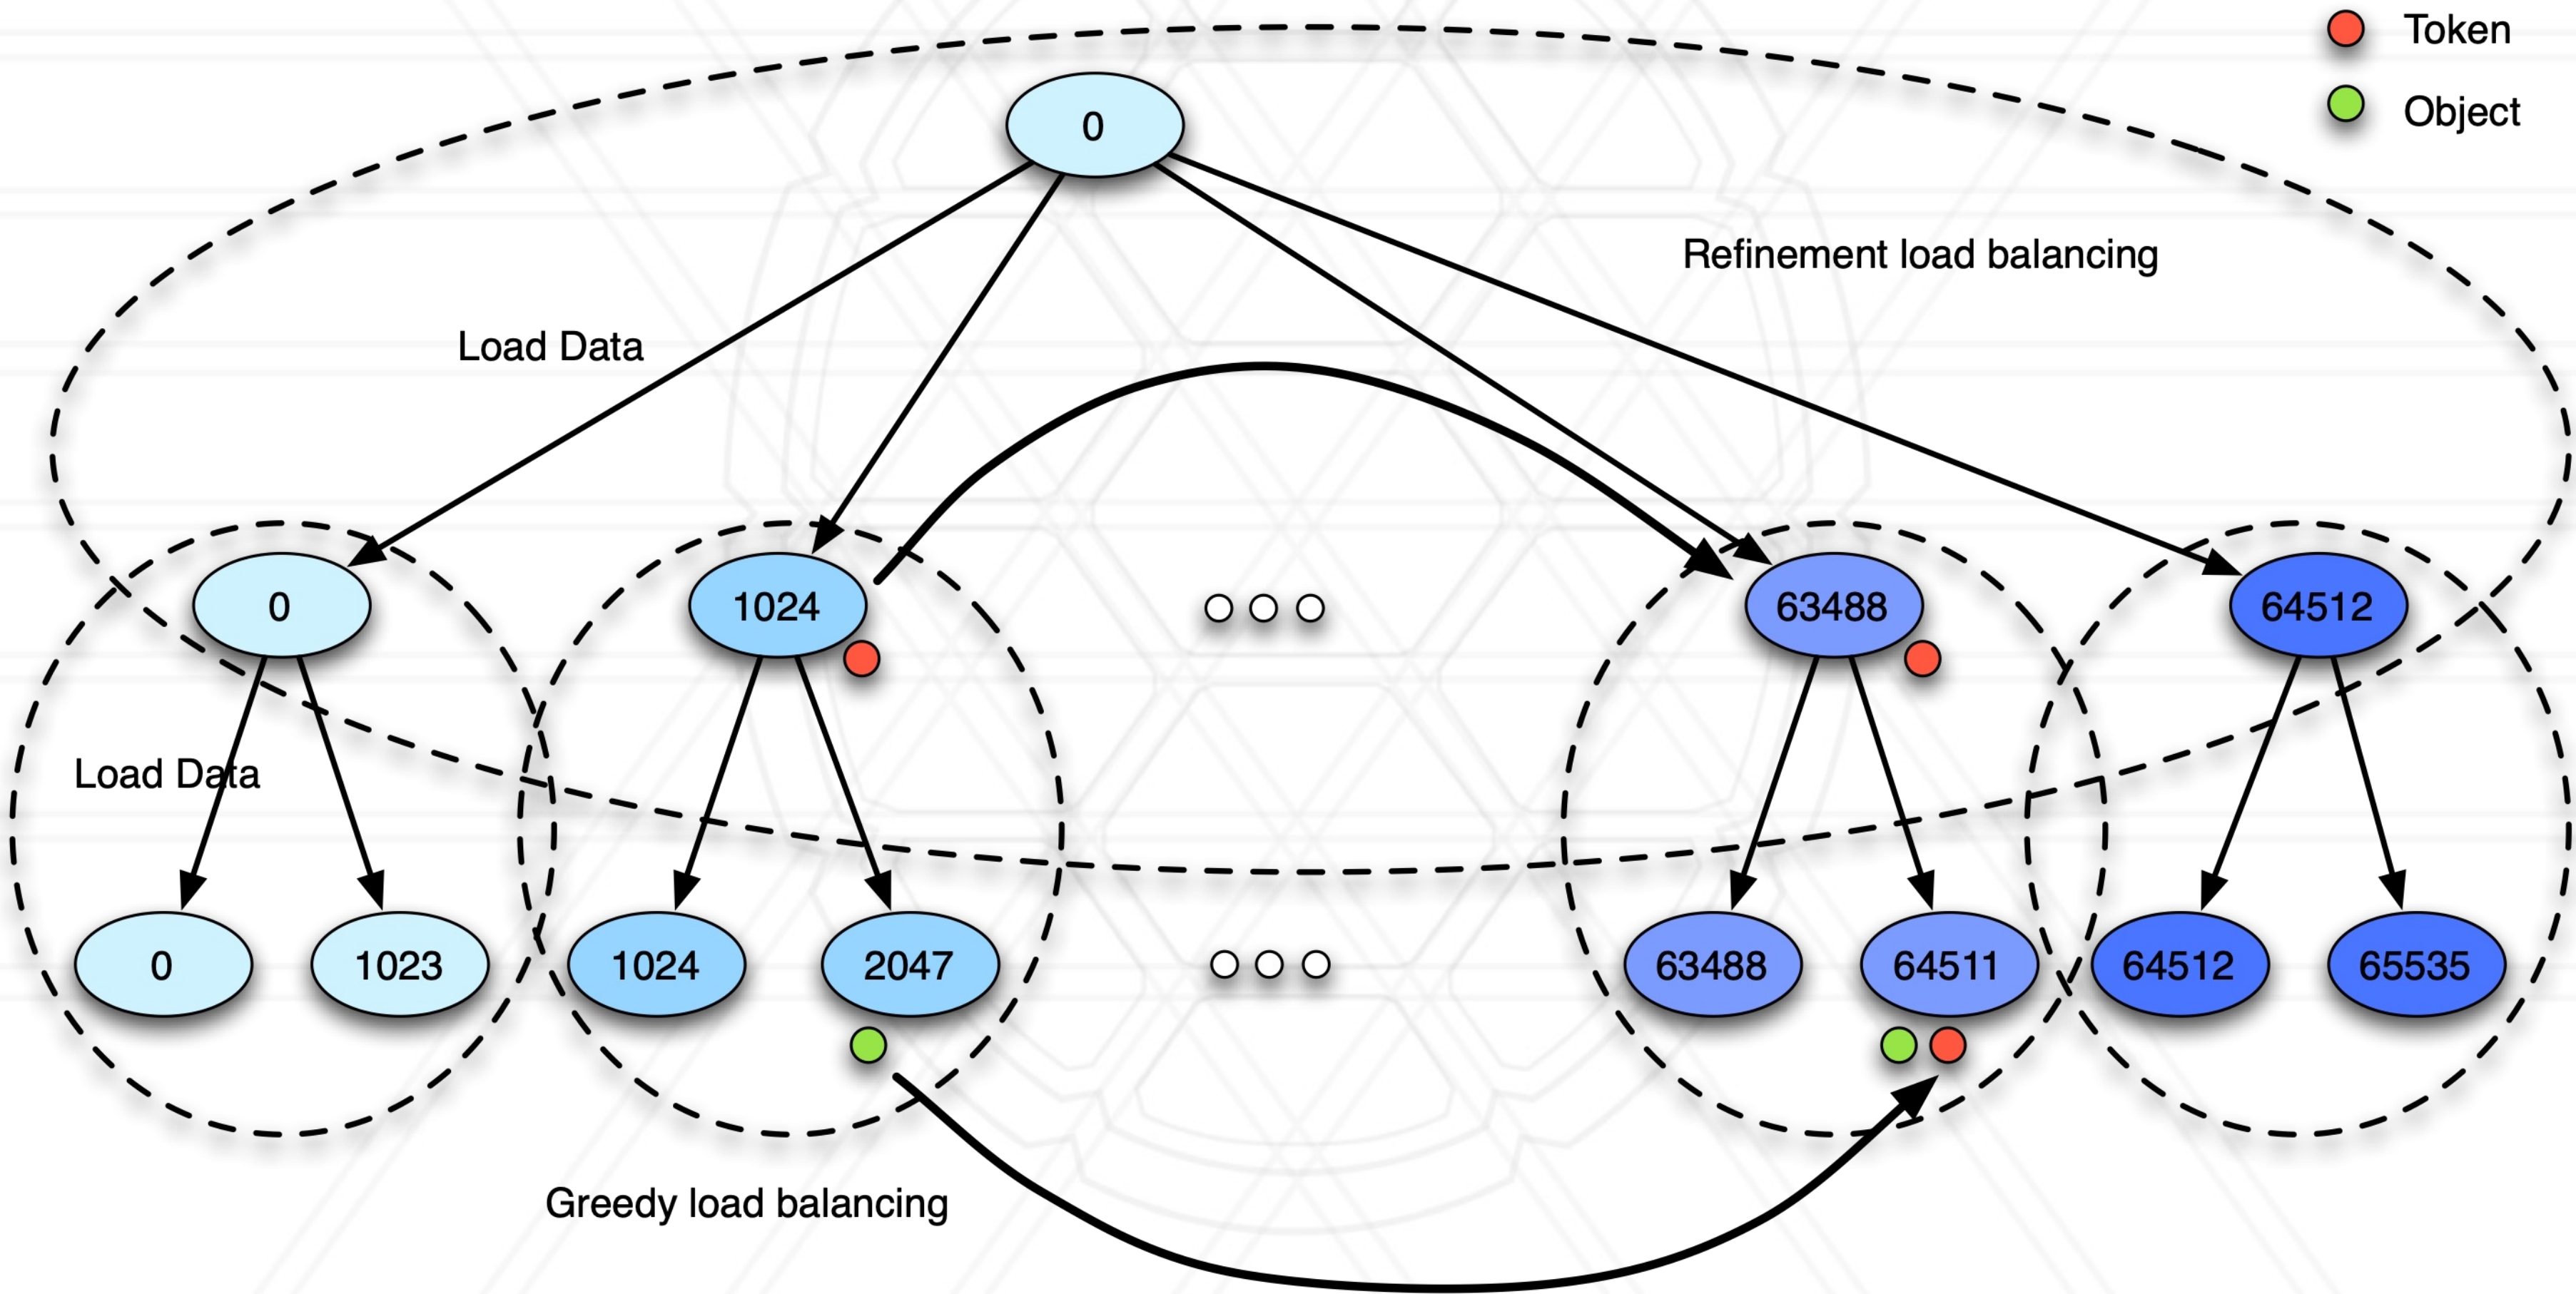 Token
Object
0
Refinement load balancing
Load Data
0
1024
63488
64512
Load Data
0
1023
1024
2047
63488
64511
64512
65535
Greedy load balancing